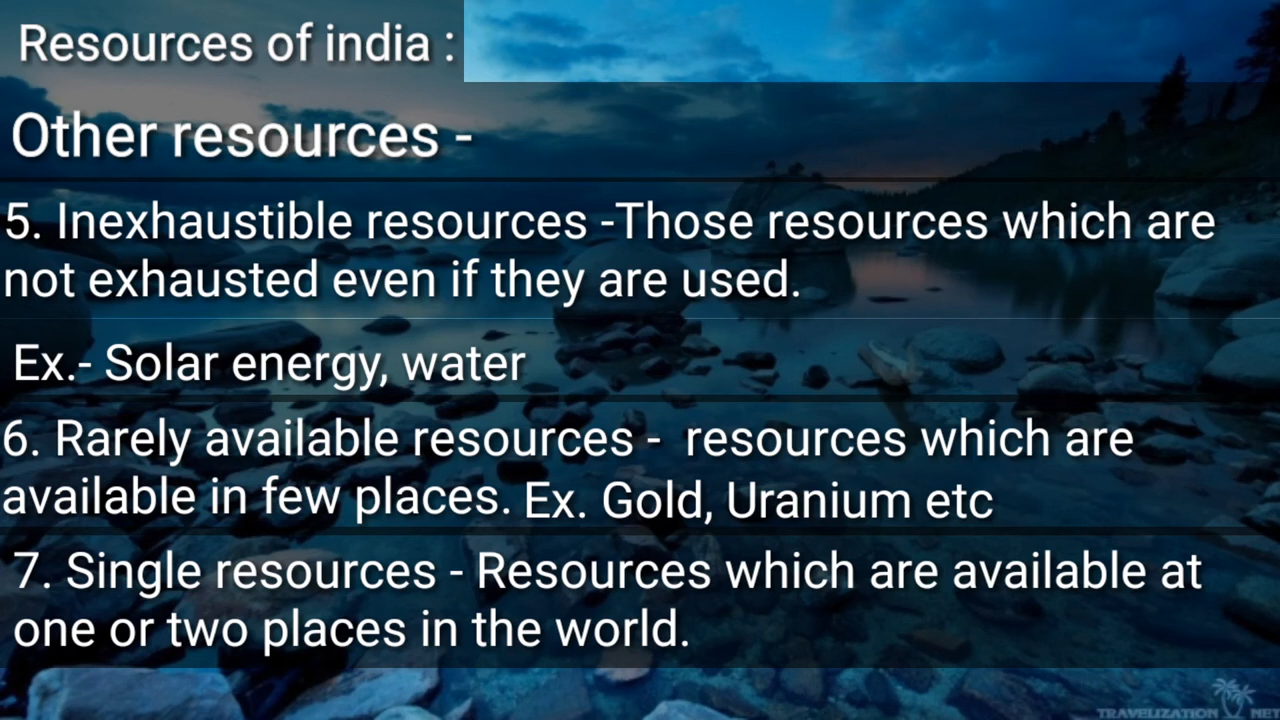 Resources of india :
Other resources -
5. Inexhaustible resources -Those resources which are
not exhausted even if they are used.
Ex.- Solar energy, water
6. Rarely available resources -  resources which are
available in few places. Ex. Gold, Uranium etc
7. Single resources - Resources which are available at
one or two places in the world.
TRAVELIZATION NET